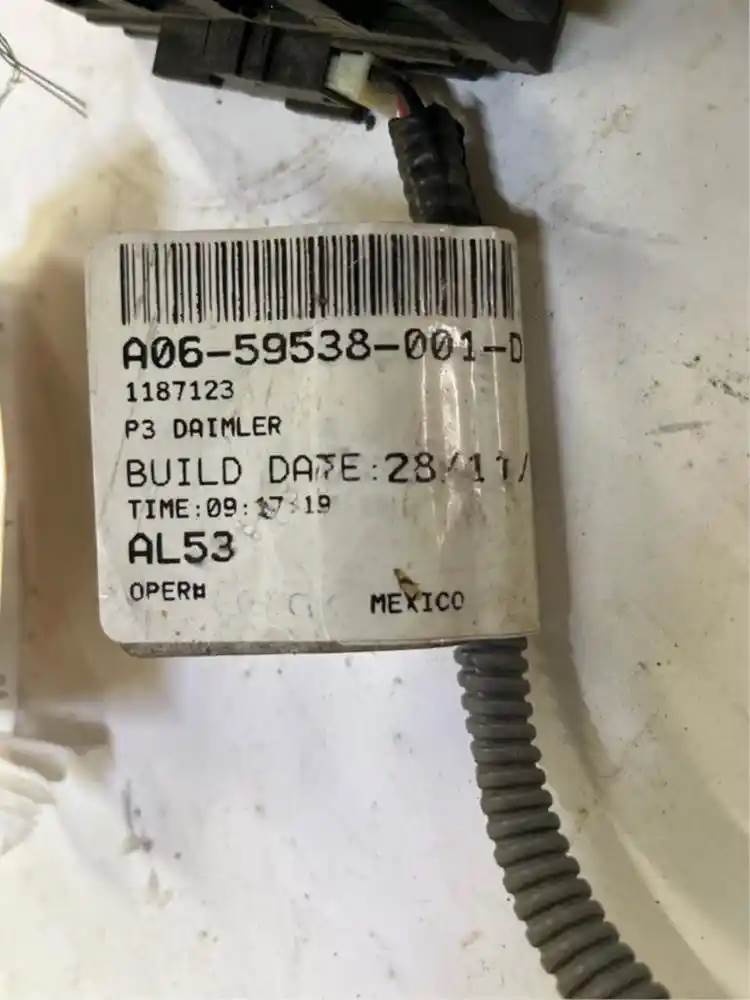 A06-59538-001-D
1187123
P3 DAIMLER
BUILD DATE:28/11/
TIME:09:17:19
AL53
OPER#
MEXICO